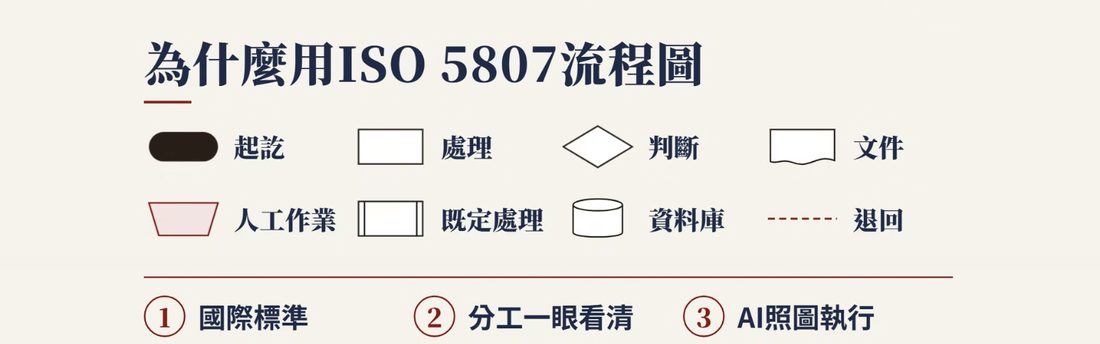 為什麼用ISO 5807流程圖
起訖 處理 判斷 文件
人工作業 既定處理 資料庫 退回
1 國際標準 2 分工一眼看清 3 AI照圖執行